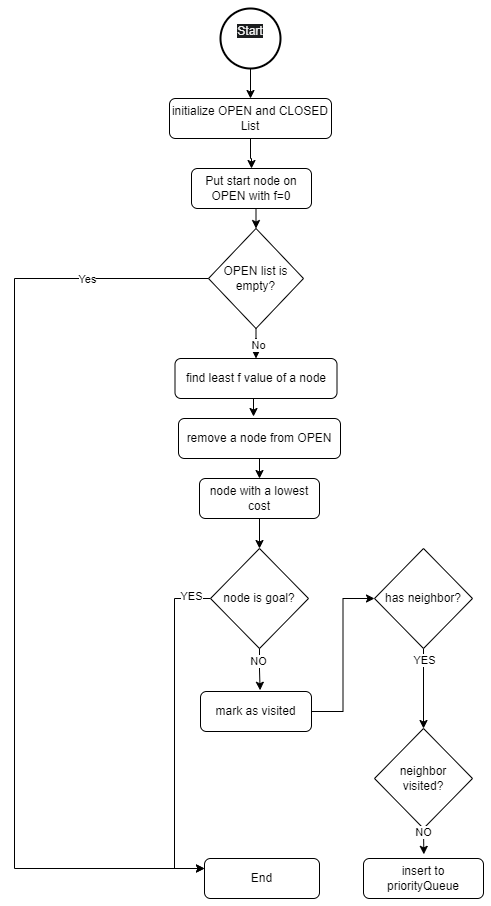 Start
initialize OPEN and CLOSED
List
Put start node on
OPEN with f=0
OPEN list is
empty?
Yes
No
find least f value of a node
remove a node from OPEN
node with a lowest
cost
YES
node is goal?
has neighbor?
NO
YES
mark as visited
neighbor
visited?
NO
End
insert to
priorityQueue